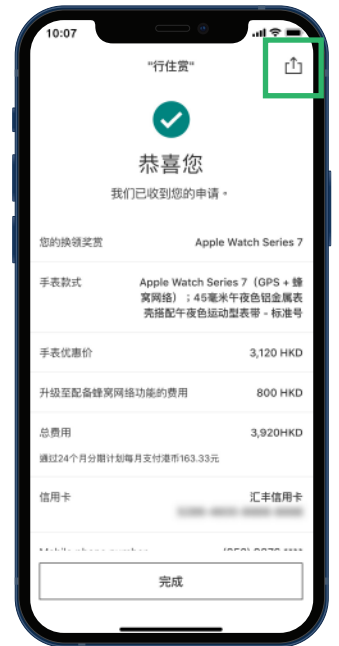 10:07
"行住赏"
恭喜您
我们已收到您的申请。
您的换领奖赏 Apple Watch Series 7
手表款式 Apple Watch Series 7（GPS + 蜂
窝网络）；45毫米午夜色铝金属表
壳搭配午夜色运动型表带 - 标准号
手表优惠价 3,120 HKD
升级至配备蜂窝网络功能的费用 800 HKD
总费用 3,920HKD
通过24个月分期计划每月支付港币163.33元
信用卡 汇丰信用卡
完成